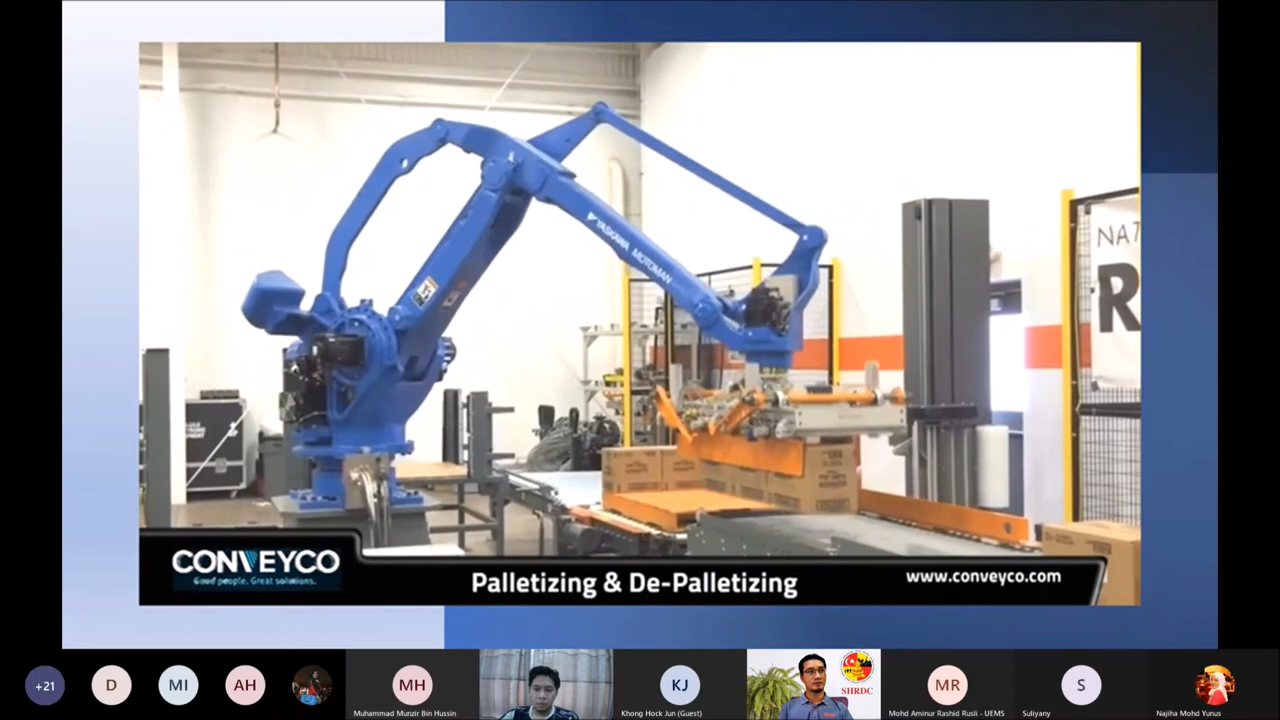 YASKAWA MOTOMAN
NAT
R
CONVEYCO
Good people. Great solutions.
Palletizing & De-Palletizing
www.conveyco.com
+21
D
MI
AH
MH
Muhammad Munzir Bin Hussin
KJ
Khong Hock Jun (Guest)
SHRDC
MR
Mohd Aminur Rashid Rusli - UEMS
S
Suliyany
Najiha Mohd Yunus